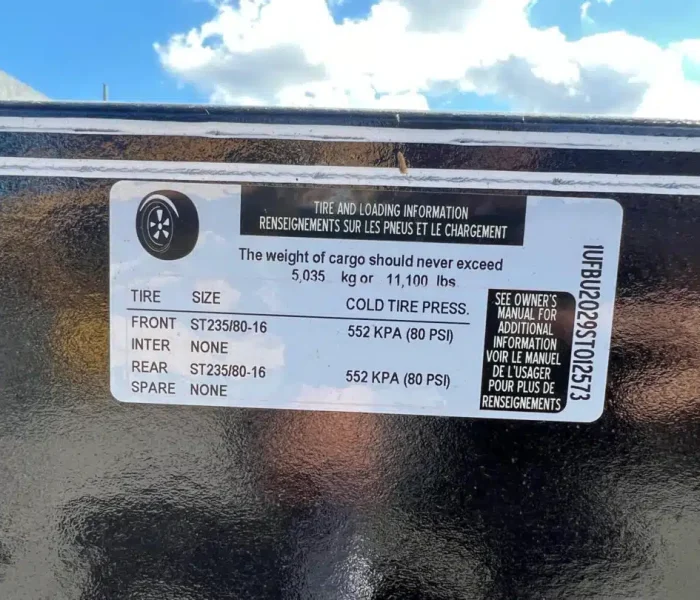 TIRE AND LOADING INFORMATION
RENSEIGNEMENTS SUR LES PNEUS ET LE CHARGEMENT
The weight of cargo should never exceed
5,035 kg or 11,100 lbs
TIRE SIZE COLD TIRE PRESS.
FRONT ST235/80-16 552 KPA (80 PSI)
INTER NONE
REAR ST235/80-16 552 KPA (80 PSI)
SPARE NONE
SEE OWNER'S
MANUAL FOR
ADDITIONAL
INFORMATION
VOIR LE MANUEL
DE L'USAGER
POUR PLUS DE
RENSEIGNEMENTS
1UFBU2029ST012573